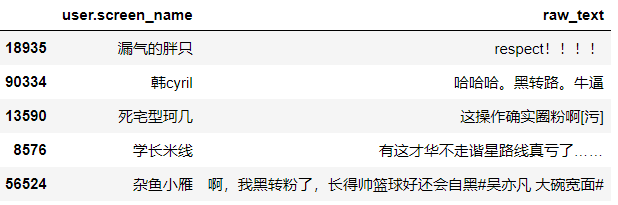 user.screen_name raw_text
18935 漏气的胖只 respect！！！！
90334 韩cyril 哈哈哈。黑转路。牛逼
13590 死宅型珂几 这操作确实圈粉啊[污]
8576 学长米线 有这才华不走谐星路线真亏了……
56524 杂鱼小雁 啊，我黑转粉了，长得帅篮球好还会自黑#吴亦凡 大碗宽面#